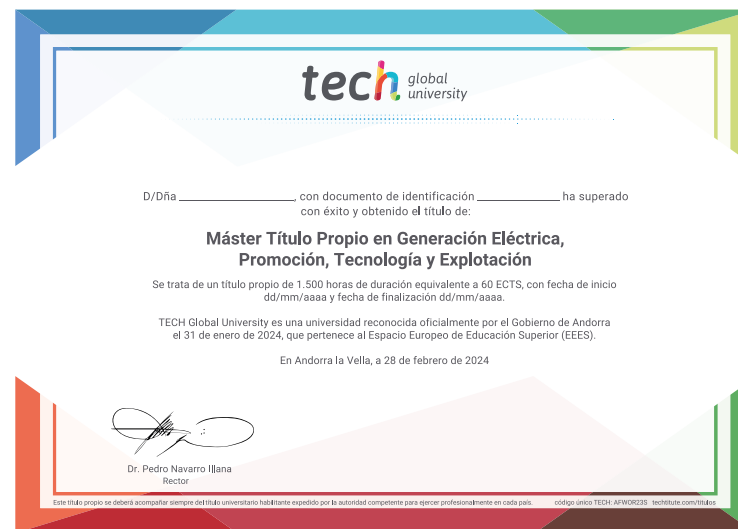 tech global
university
D/Dña ____________, con documento de identificación ____________ ha superado
con éxito y obtenido el título de:
Máster Título Propio en Generación Eléctrica,
Promoción, Tecnología y Explotación
Se trata de un título propio de 1.500 horas de duración equivalente a 60 ECTS, con fecha de inicio
dd/mm/aaaa y fecha de finalización dd/mm/aaaa.
TECH Global University es una universidad reconocida oficialmente por el Gobierno de Andorra
el 31 de enero de 2024, que pertenece al Espacio Europeo de Educación Superior (EEES).
En Andorra la Vella, a 28 de febrero de 2024
Dr. Pedro Navarro Illana
Rector
Este título propio se deberá acompañar siempre del título universitario habilitante expedido por la autoridad competente para ejercer profesionalmente en cada país. código único TECH: AFWOR23S techtitute.com/titulos